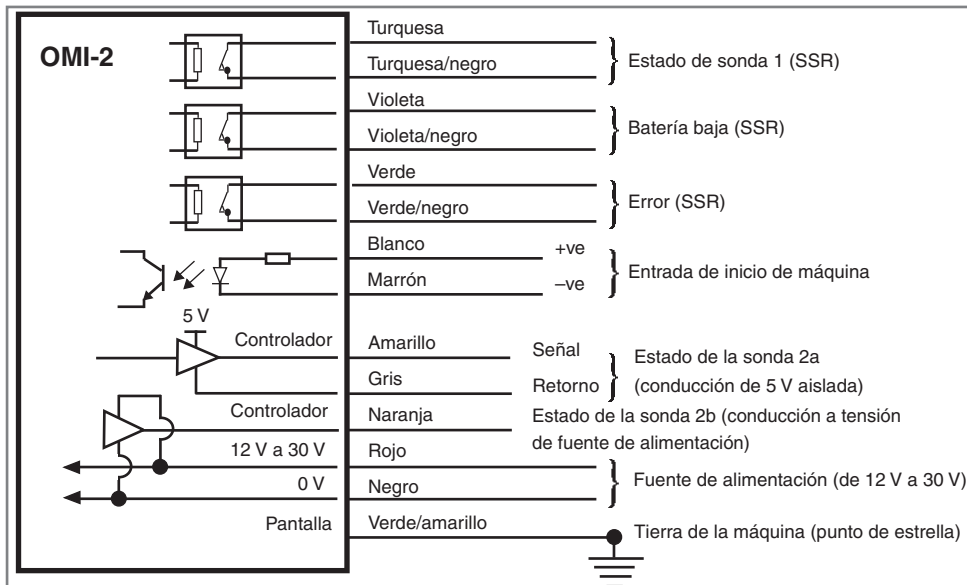 OMI-2
Turquesa
Turquesa/negro
Estado de sonda 1 (SSR)
Violeta
Violeta/negro
Batería baja (SSR)
Verde
Verde/negro
Error (SSR)
Blanco
+ve
Marrón
–ve
Entrada de inicio de máquina
5 V
Controlador
Amarillo
Señal
Gris
Retorno
Estado de la sonda 2a
(conducción de 5 V aislada)
Controlador
Naranja
Estado de la sonda 2b (conducción a tensión
de fuente de alimentación)
12 V a 30 V
Rojo
0 V
Negro
Fuente de alimentación (de 12 V a 30 V)
Pantalla
Verde/amarillo
Tierra de la máquina (punto de estrella)